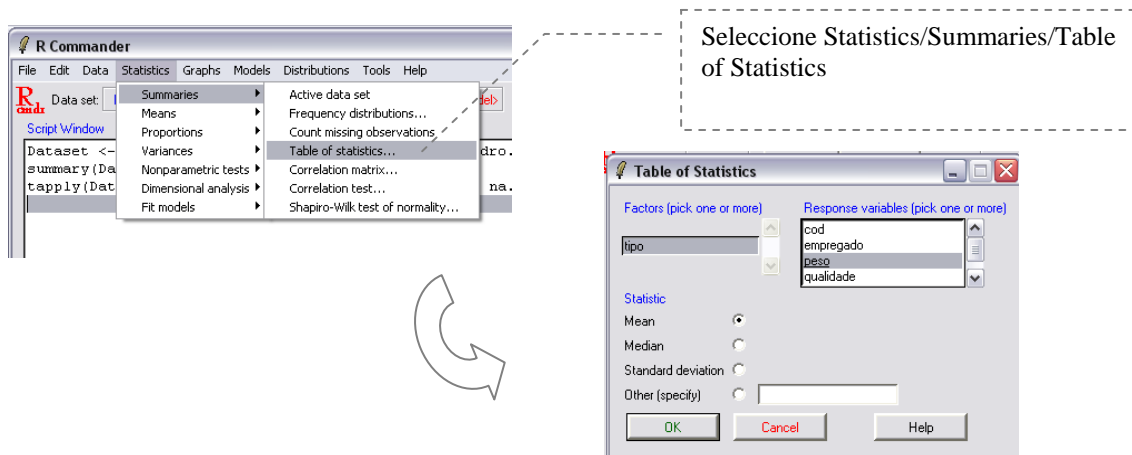 Seleccione Statistics/Summaries/Table
of Statistics
R Commander
File Edit Data Statistics Graphs Models Distributions Tools Help
Rcmdr Data set:
Script Window
Dataset <- dro.
summary(Da
tapply(Dat na.
Summaries
Means
Proportions
Variances
Nonparametric tests
Dimensional analysis
Fit models
Active data set
Frequency distributions...
Count missing observations
Table of statistics...
Correlation matrix...
Correlation test...
Shapiro-Wilk test of normality...
Table of Statistics
Factors (pick one or more) Response variables (pick one or more)
tipo
cod
empregado
peso
qualidade
Statistic
Mean
Median
Standard deviation
Other (specify)
OK Cancel Help